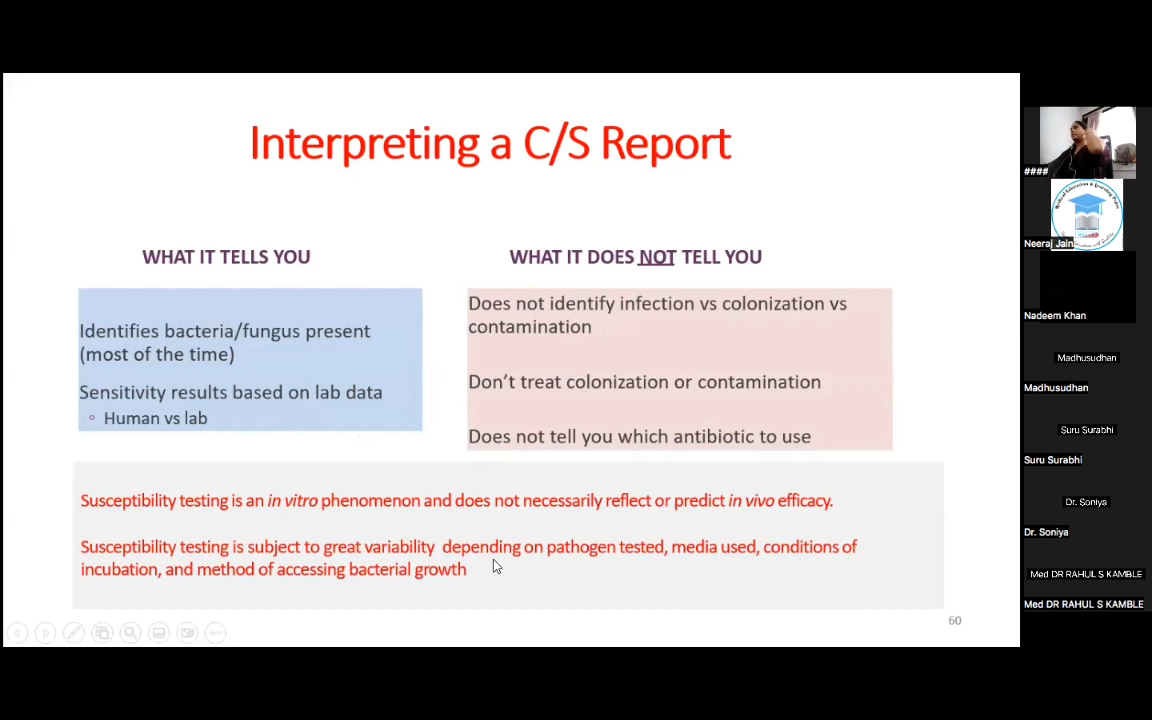 Interpreting a C/S Report
WHAT IT TELLS YOU
Identifies bacteria/fungus present
(most of the time)
Sensitivity results based on lab data
Human vs lab
WHAT IT DOES NOT TELL YOU
Does not identify infection vs colonization vs
contamination
Don't treat colonization or contamination
Does not tell you which antibiotic to use
Susceptibility testing is an in vitro phenomenon and does not necessarily reflect or predict in vivo efficacy.
Susceptibility testing is subject to great variability depending on pathogen tested, media used, conditions of
incubation, and method of accessing bacterial growth
60
####
Neeraj Jain
Nadeem Khan
Madhusudhan
Madhusudhan
Suru Surabhi
Suru Surabhi
Dr. Soniya
Dr. Soniya
Med DR RAHUL S KAMBLE
Med DR RAHUL S KAMBLE